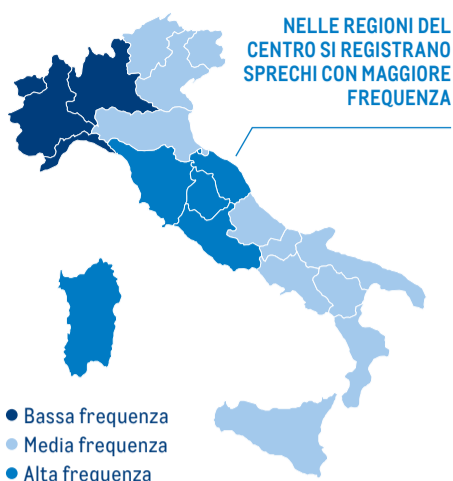 NELLE REGIONI DEL
CENTRO SI REGISTRANO
SPRECHI CON MAGGIORE
FREQUENZA
Bassa frequenza
Media frequenza
Alta frequenza